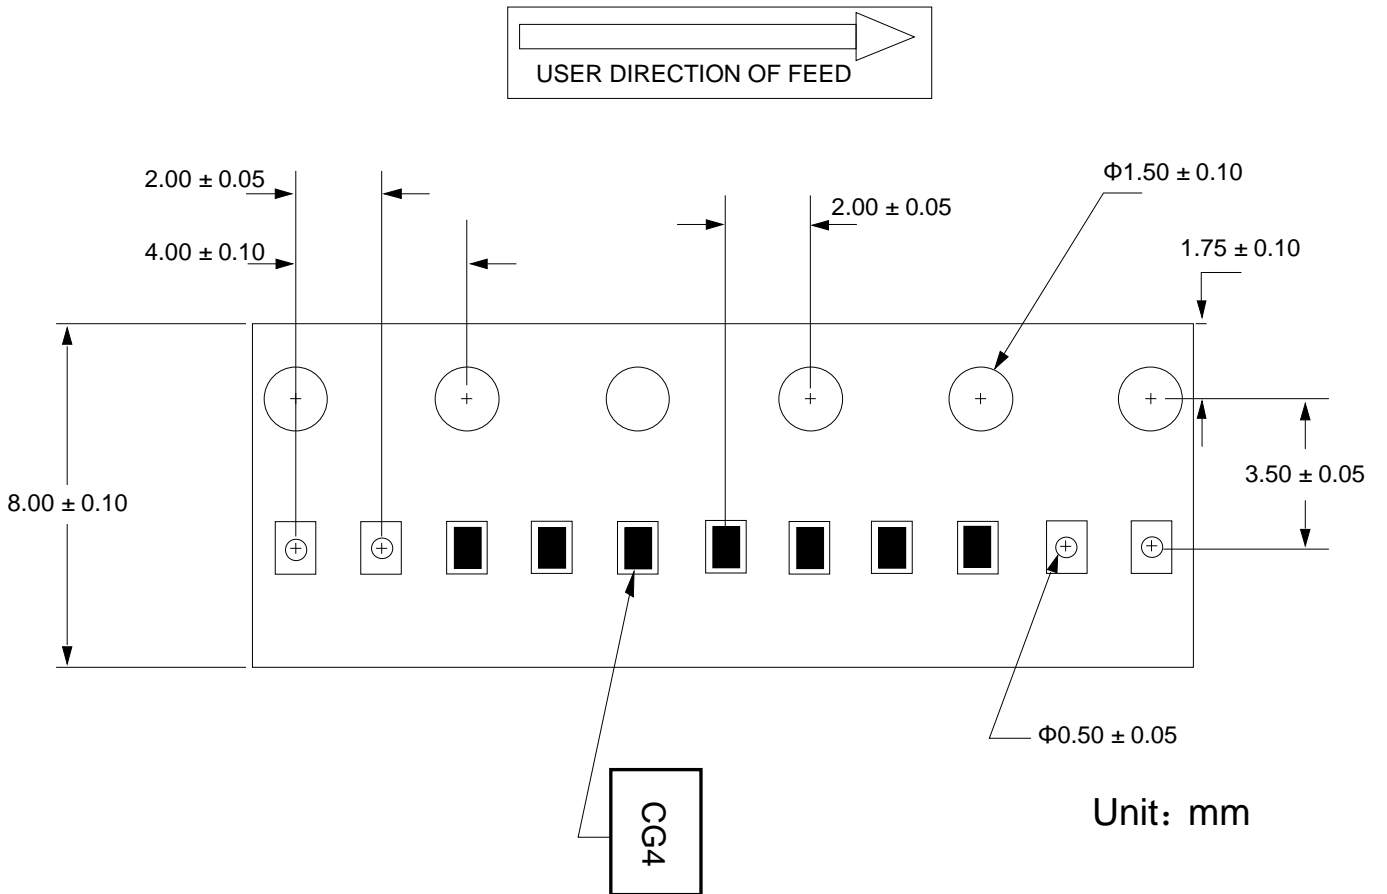 USER DIRECTION OF FEED
2.00 ± 0.05
Φ1.50 ± 0.10
2.00 ± 0.05
4.00 ± 0.10
1.75 ± 0.10
8.00 ± 0.10
3.50 ± 0.05
Φ0.50 ± 0.05
Unit：mm
CG4